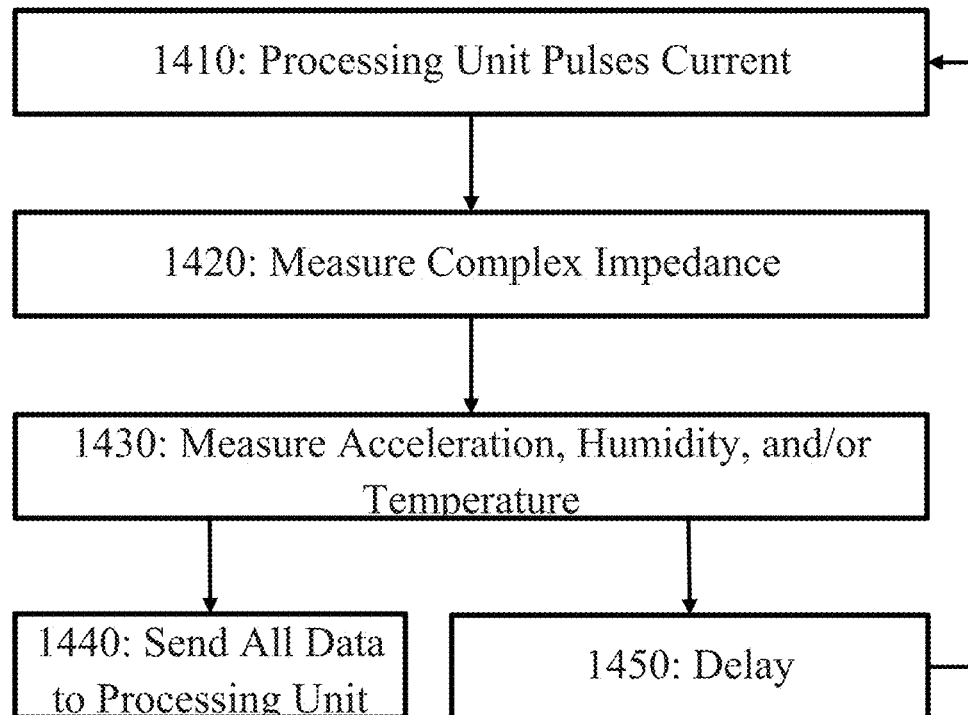 1410: Processing Unit Pulses Current
1420: Measure Complex Impedance
1430: Measure Acceleration, Humidity, and/or
Temperature
1440: Send All Data
to Processing Unit
1450: Delay